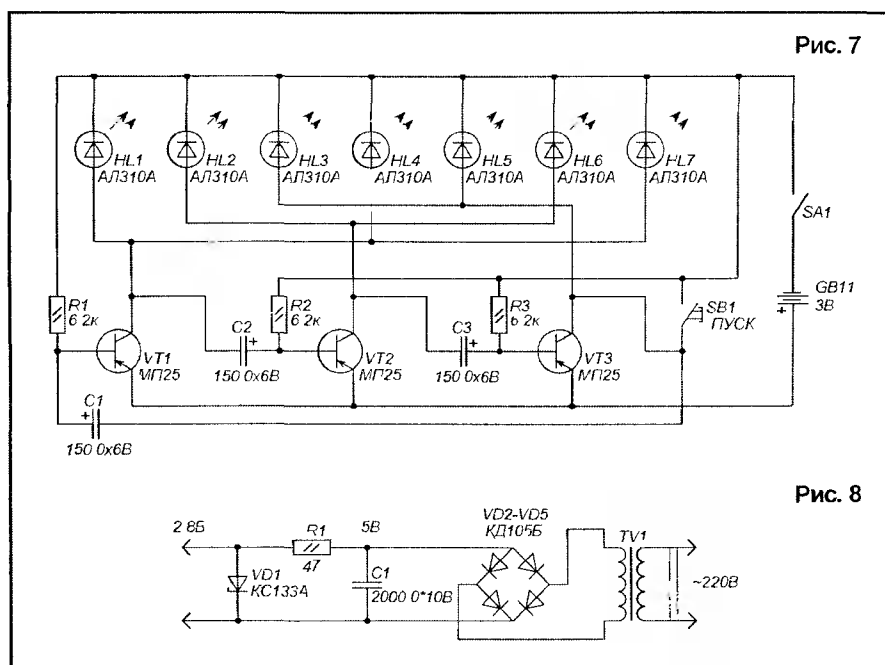 Рис. 7
HL1
АЛ310А
HL2
АЛ310А
HL3
АЛ310А
HL4
АЛ310А
HL5
АЛ310А
HL6
АЛ310А
HL7
АЛ310А
SA1
GB11
3В
+
R1
6 2к
C2
+
150 0х6В
R2
6 2к
C3
+
150 0х6В
R3
6 2к
SB1
ПУСК
VT1
МП25
VT2
МП25
VT3
МП25
C1
+
150 0х6В
Рис. 8
2 8Б
R1
47
5В
VD2-VD5
КД105Б
TV1
VD1
КС133А
C1
2000 0*10В
~220В